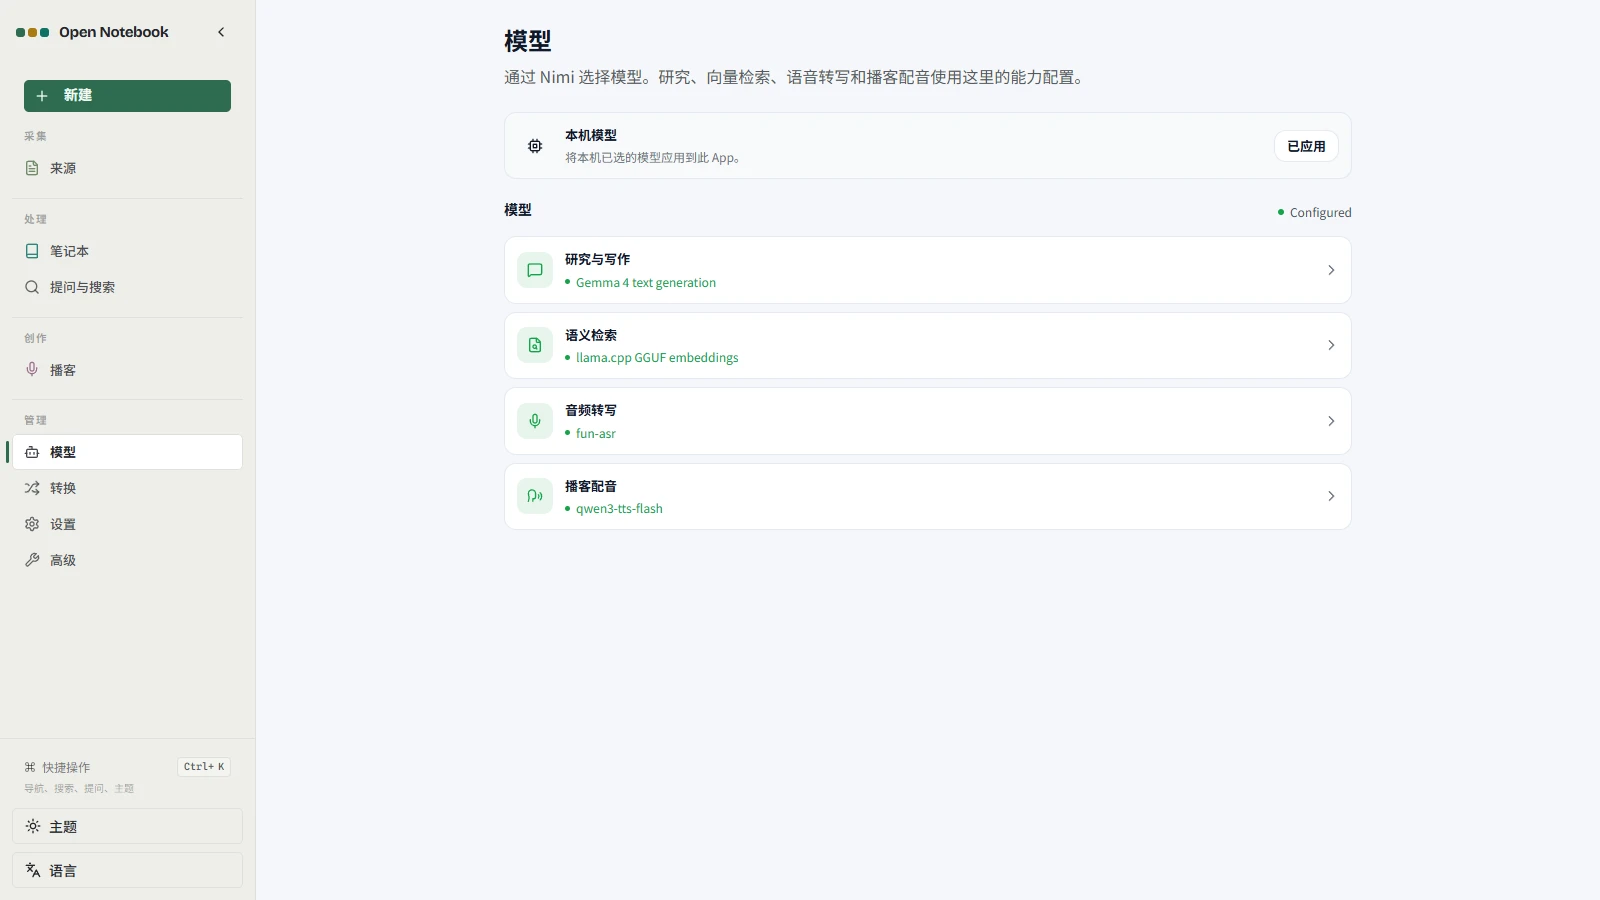 Open Notebook
新建
采集
来源
处理
笔记本
提问与搜索
创作
播客
管理
模型
转换
设置
高级
快捷操作
Ctrl+ K
导航、搜索、提问、主题
主题
语言
模型
通过 Nimi 选择模型。研究、向量检索、语音转写和播客配音使用这里的能力配置。
本机模型
将本机已选的模型应用到此 App。
已应用
模型
Configured
研究与写作
Gemma 4 text generation
语义检索
llama.cpp GGUF embeddings
音频转写
fun-asr
播客配音
qwen3-tts-flash